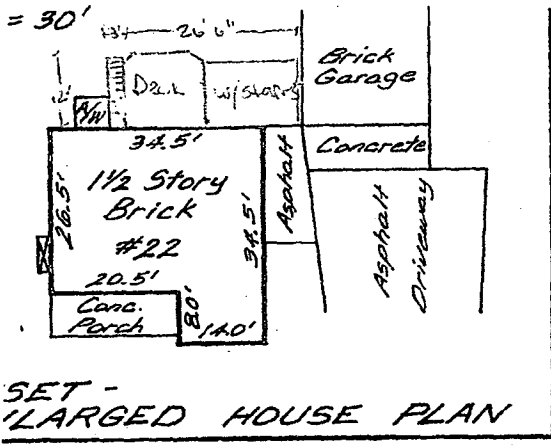 = 30'
13'
26' 6"
Brick
Garage
Deck
w/stairs
12'
A/W
34.5'
Concrete
1½ Story
Brick
#22
26.5'
34.5'
Asphalt
Asphalt
Driveway
20.5'
Conc.
Porch
8.0'
14.0'
SET -
'LARGED HOUSE PLAN